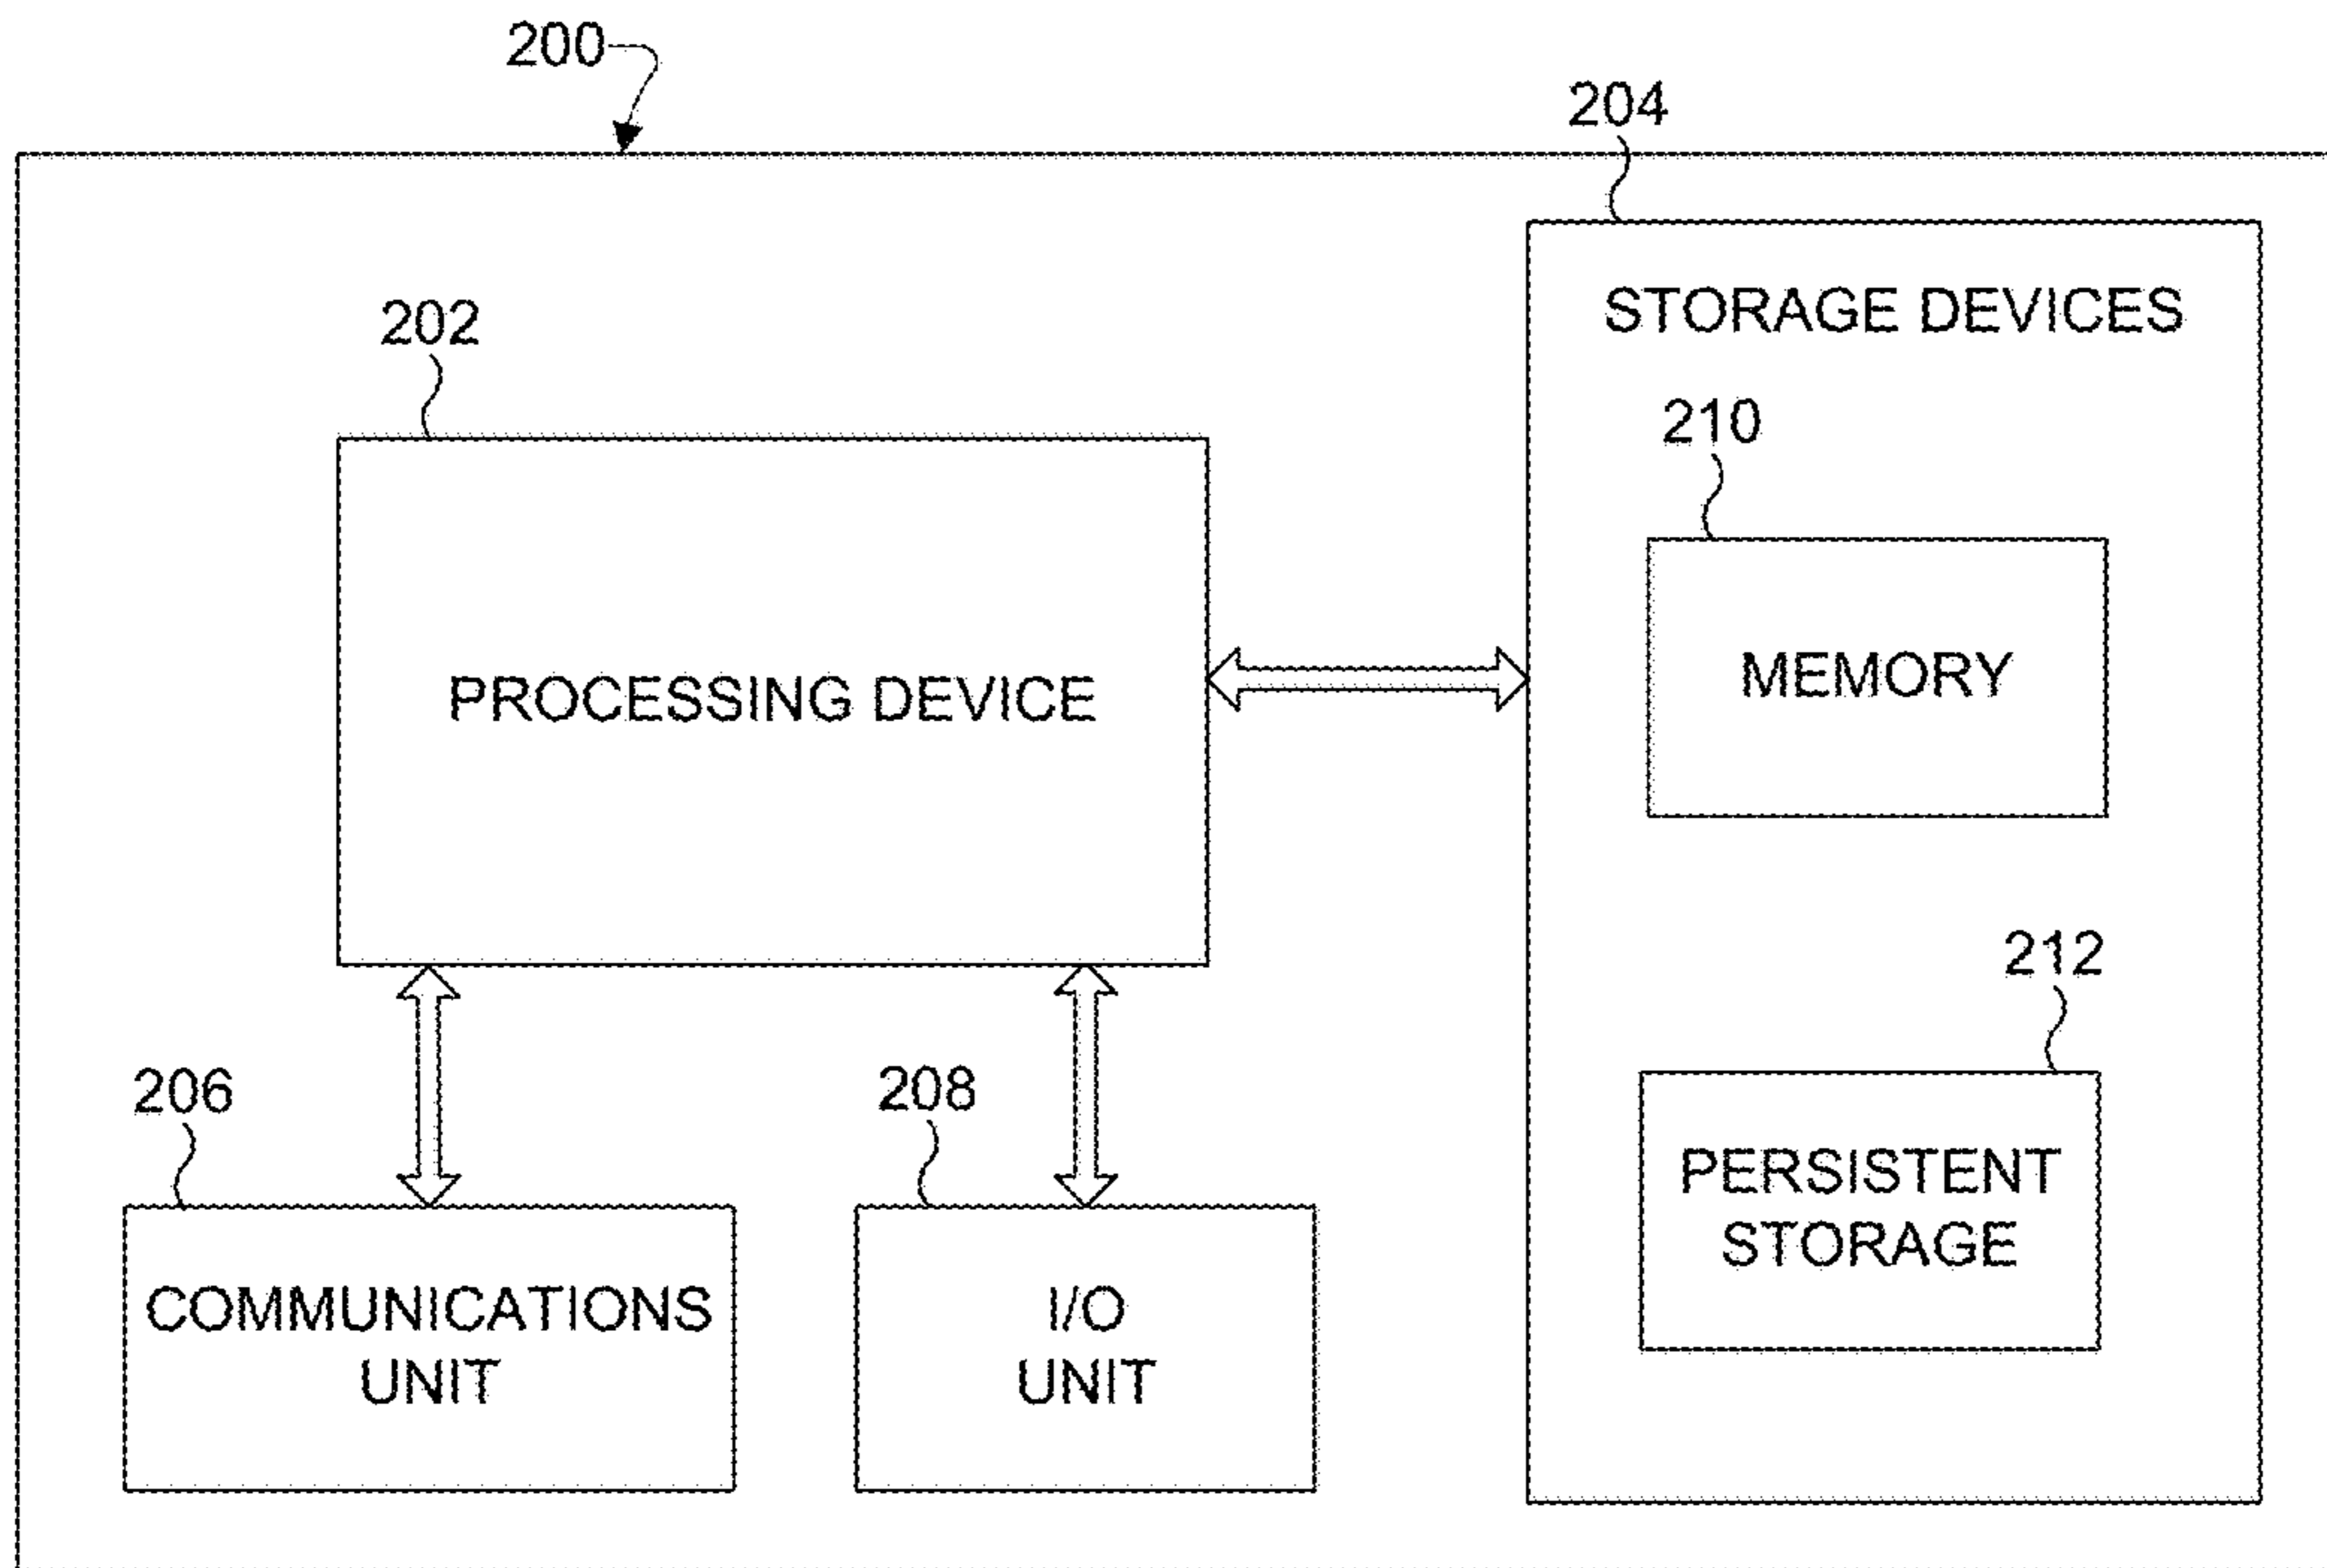 200
204
STORAGE DEVICES
202
210
PROCESSING DEVICE
MEMORY
212
206
208
PERSISTENT
STORAGE
COMMUNICATIONS
UNIT
I/O
UNIT